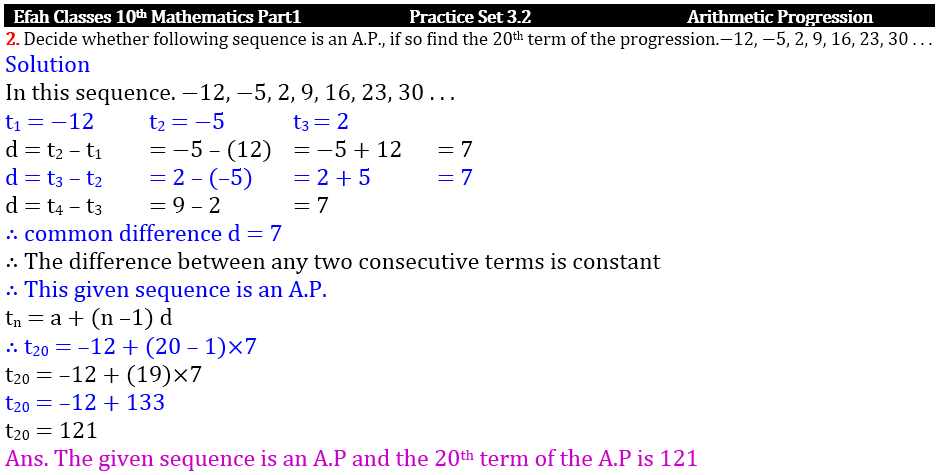 Efah Classes 10th Mathematics Part1 Practice Set 3.2 Arithmetic Progression
2. Decide whether following sequence is an A.P., if so find the 20th term of the progression.−12, −5, 2, 9, 16, 23, 30 . . .
Solution
In this sequence. −12, −5, 2, 9, 16, 23, 30 . . .
t₁ = −12 t₂ = −5 t₃ = 2
d = t₂ – t₁ = −5 – (12) = −5 + 12 = 7
d = t₃ – t₂ = 2 – (–5) = 2 + 5 = 7
d = t₄ – t₃ = 9 – 2 = 7
∴ common difference d = 7
∴ The difference between any two consecutive terms is constant
∴ This given sequence is an A.P.
tₙ = a + (n –1) d
∴ t₂₀ = –12 + (20 – 1)×7
t₂₀ = –12 + (19)×7
t₂₀ = –12 + 133
t₂₀ = 121
Ans. The given sequence is an A.P and the 20th term of the A.P is 121